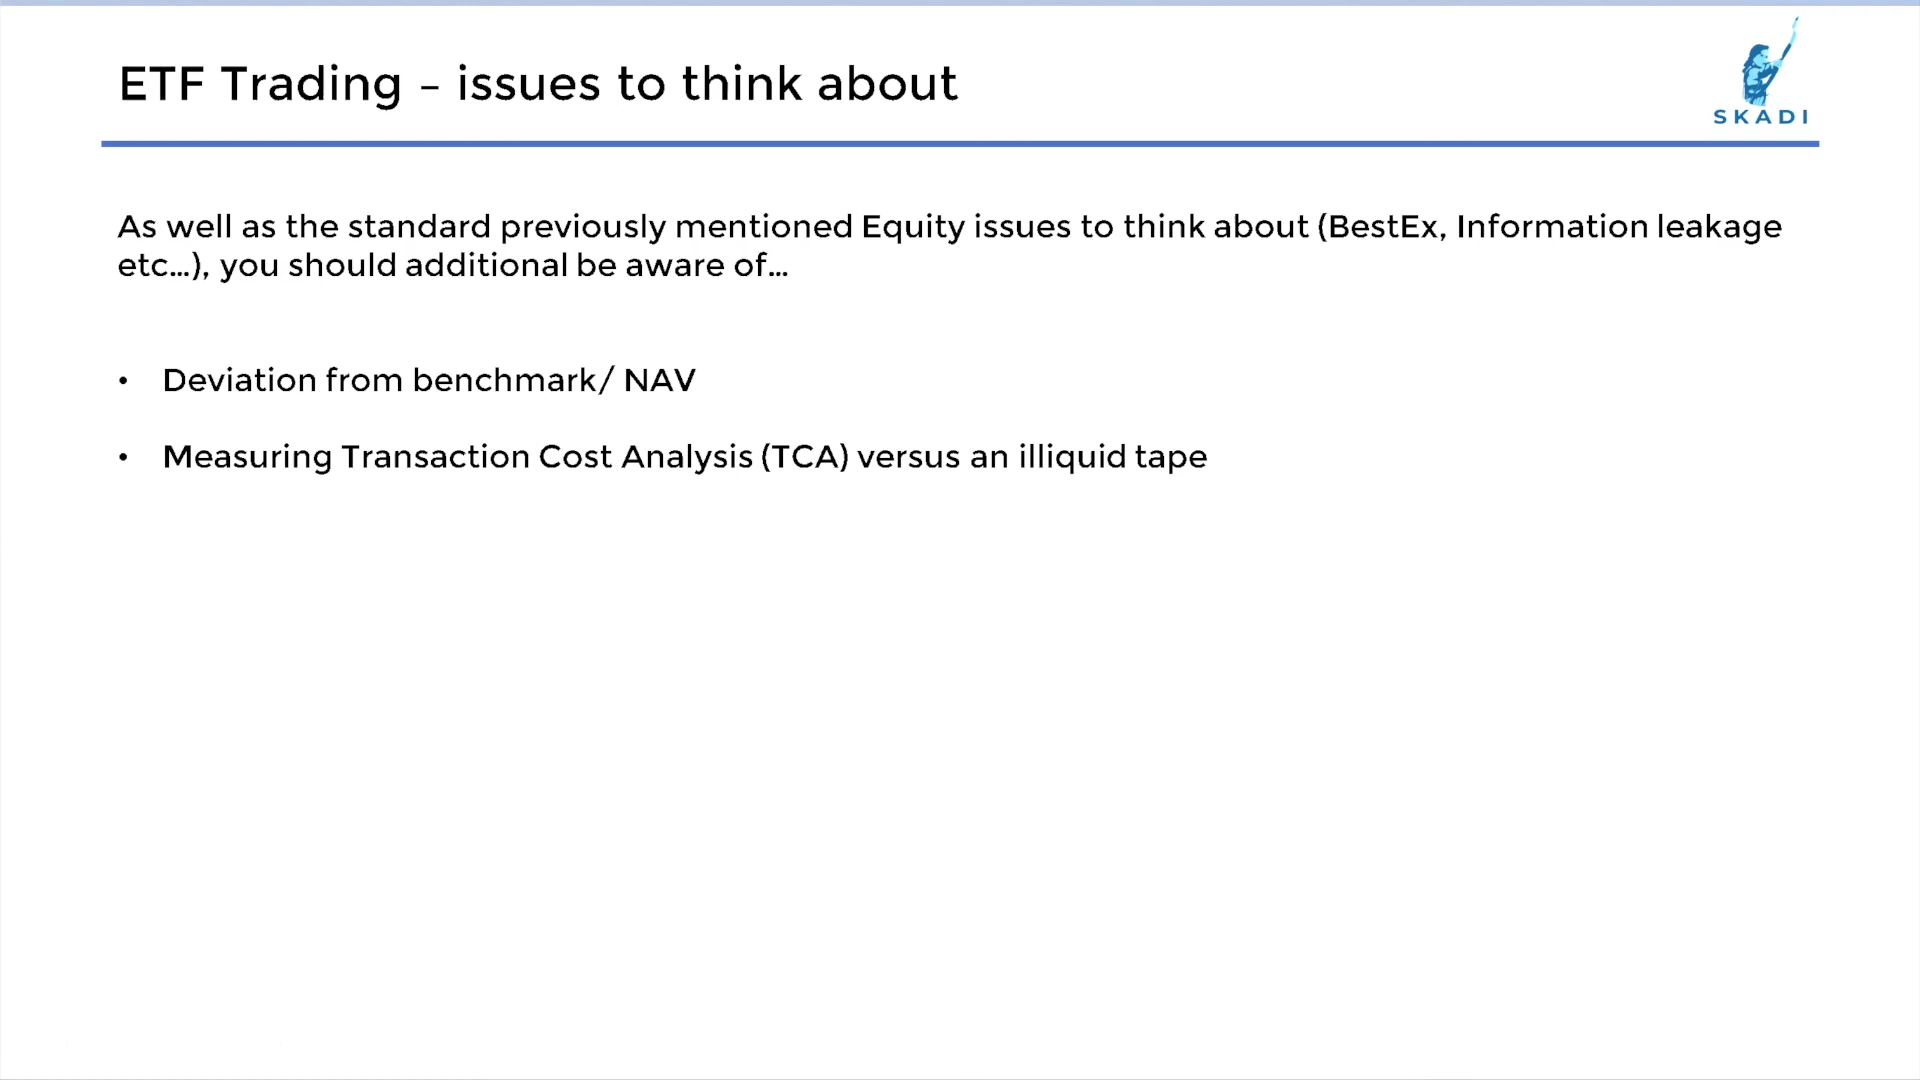 ETF Trading – issues to think about
SKADI
As well as the standard previously mentioned Equity issues to think about (BestEx, Information leakage
etc...), you should additional be aware of...
• Deviation from benchmark/ NAV
• Measuring Transaction Cost Analysis (TCA) versus an illiquid tape